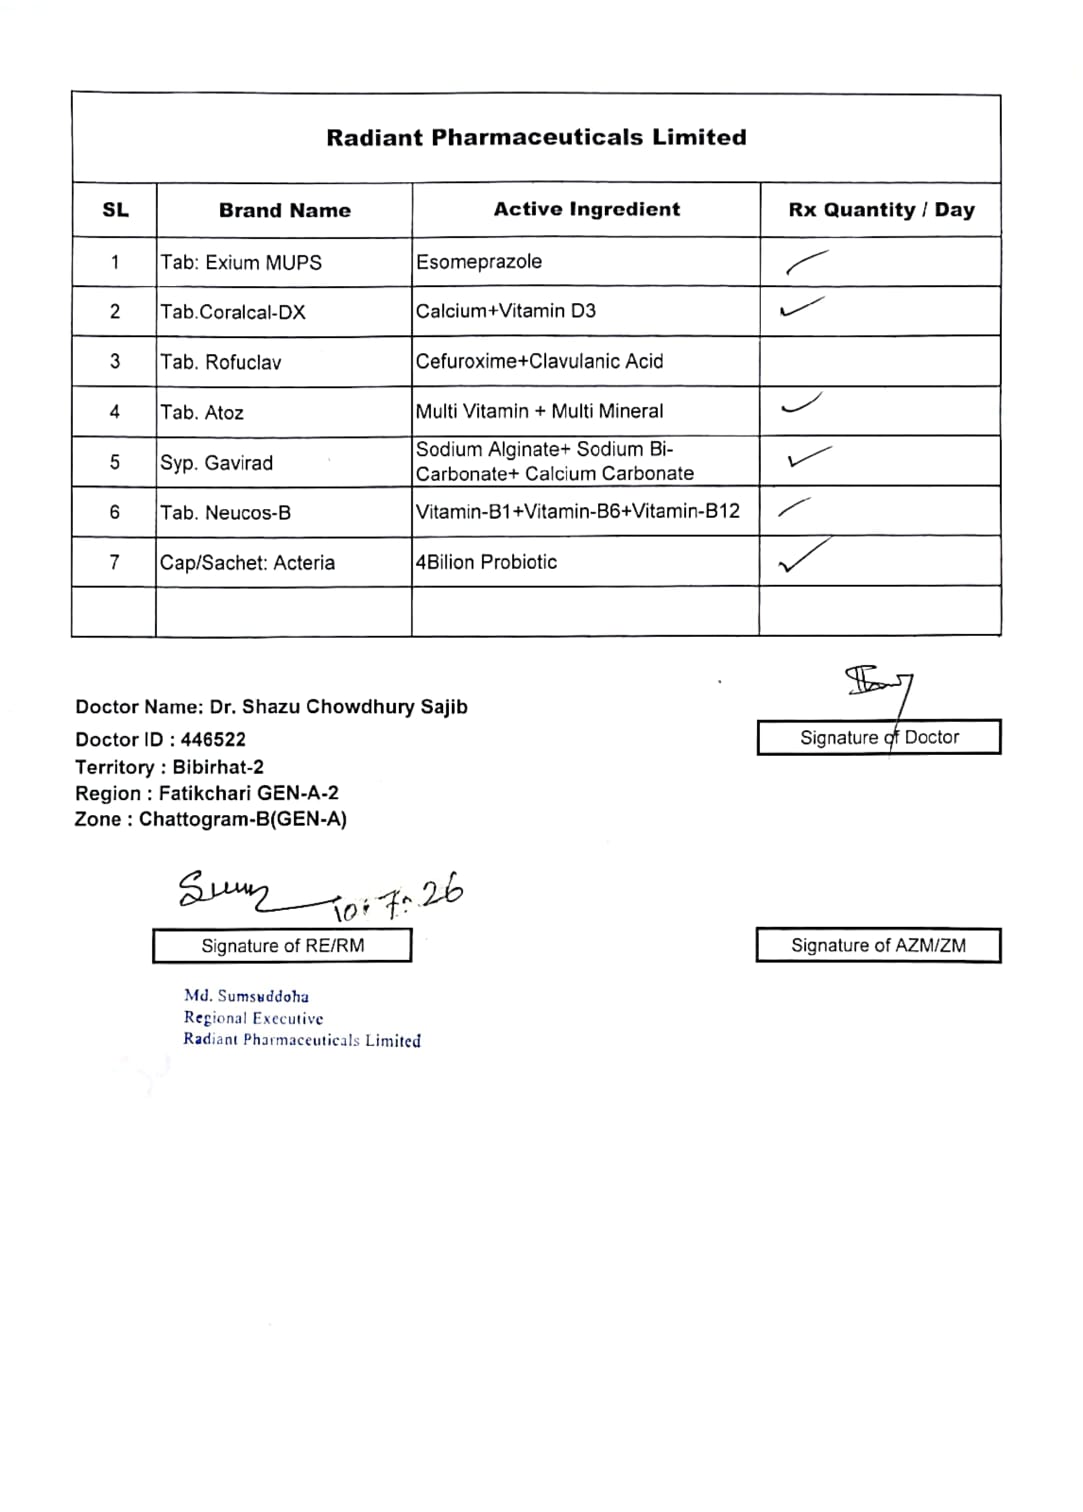 Radiant Pharmaceuticals Limited
SL Brand Name Active Ingredient Rx Quantity / Day
1 Tab: Exium MUPS Esomeprazole
2 Tab.Coralcal-DX Calcium+Vitamin D3 ✓
3 Tab. Rofuclav Cefuroxime+Clavulanic Acid
4 Tab. Atoz Multi Vitamin + Multi Mineral ✓
5 Syp. Gavirad Sodium Alginate+ Sodium Bi-
Carbonate+ Calcium Carbonate ✓
6 Tab. Neucos-B Vitamin-B1+Vitamin-B6+Vitamin-B12
7 Cap/Sachet: Acteria 4Bilion Probiotic ✓
Doctor Name: Dr. Shazu Chowdhury Sajib
Signature of Doctor
Doctor ID : 446522
Territory : Bibirhat-2
Region : Fatikchari GEN-A-2
Zone : Chattogram-B(GEN-A)
10.7.26
Signature of RE/RM
Signature of AZM/ZM
Md. Sumsuddoha
Regional Executive
Radiant Pharmaceuticals Limited